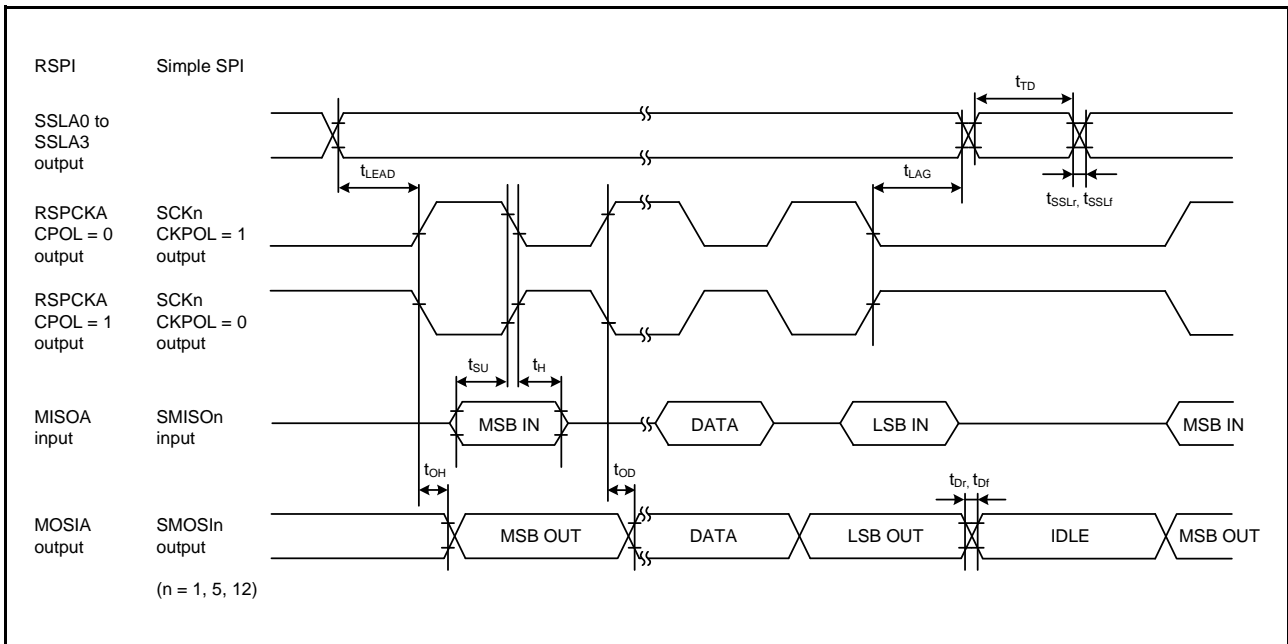 RSPI Simple SPI
tTD
SSLA0 to
SSLA3
output
tLEAD
tLAG
tSSLr, tSSLf
RSPCKA SCKn
CPOL = 0 CKPOL = 1
output output
RSPCKA SCKn
CPOL = 1 CKPOL = 0
output output
tSU tH
MISOA SMISOn
input input
MSB IN DATA LSB IN MSB IN
tOH tOD tDr, tDf
MOSIA SMOSIn
output output
MSB OUT DATA LSB OUT IDLE MSB OUT
(n = 1, 5, 12)